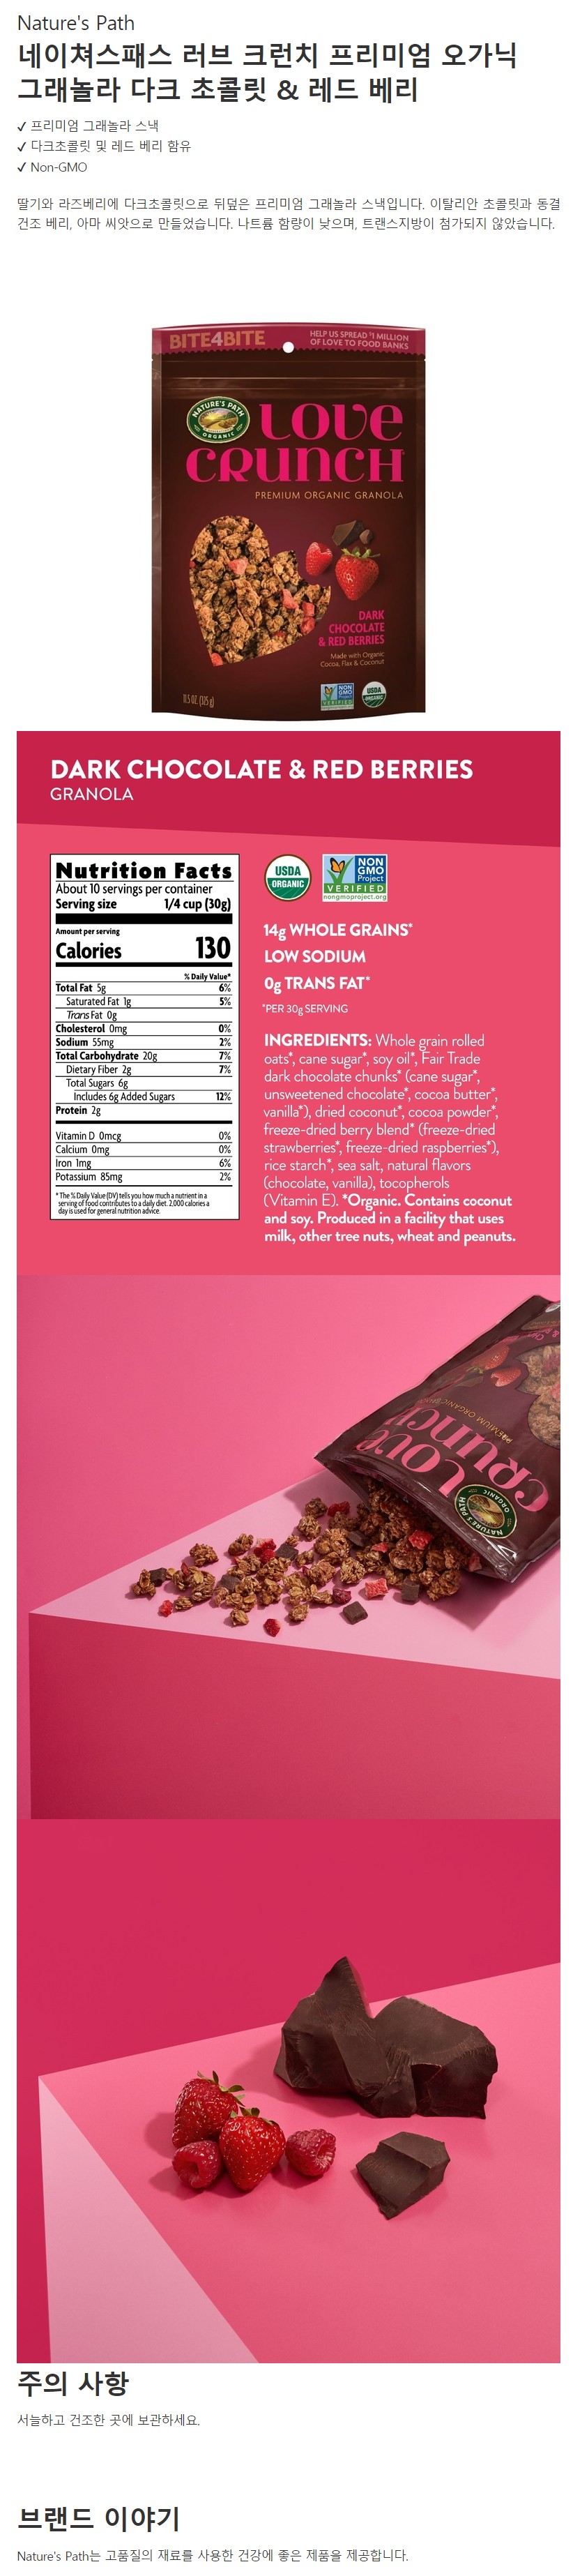 Nature's Path
네이쳐스패스 러브 크런치 프리미엄 오가닉
그래놀라 다크 초콜릿 & 레드 베리
✓ 프리미엄 그래놀라 스낵
✓ 다크초콜릿 및 레드 베리 함유
✓ Non-GMO
딸기와 라즈베리에 다크초콜릿으로 뒤덮은 프리미엄 그래놀라 스낵입니다. 이탈리안 초콜릿과 동결
건조 베리, 아마 씨앗으로 만들었습니다. 나트륨 함량이 낮으며, 트랜스지방이 첨가되지 않았습니다.
BITE4BITE
HELP US SPREAD $1 MILLION
OF LOVE TO FOOD BANKS
NATURE'S PATH
ORGANIC
LOVE
CRUNCH
PREMIUM ORGANIC GRANOLA
DARK
CHOCOLATE
& RED BERRIES
Made with Organic
Cocoa, Flax & Coconut
NON
GMO
Project
VERIFIED
USDA
ORGANIC
11.5 OZ. (325 g)
DARK CHOCOLATE & RED BERRIES
GRANOLA
Nutrition Facts
About 10 servings per container
Serving size 1/4 cup (30g)
Amount per serving
Calories 130
% Daily Value*
Total Fat 5g 6%
Saturated Fat 1g 5%
Trans Fat 0g
Cholesterol 0mg 0%
Sodium 55mg 2%
Total Carbohydrate 20g 7%
Dietary Fiber 2g 7%
Total Sugars 6g
Includes 6g Added Sugars 12%
Protein 2g
Vitamin D 0mcg 0%
Calcium 0mg 0%
Iron 1mg 6%
Potassium 85mg 2%
* The % Daily Value (DV) tells you how much a nutrient in a
serving of food contributes to a daily diet. 2,000 calories a
day is used for general nutrition advice.
USDA
ORGANIC
NON
GMO
Project
VERIFIED
nongmoproject.org
14g WHOLE GRAINS*
LOW SODIUM
0g TRANS FAT*
*PER 30g SERVING
INGREDIENTS: Whole grain rolled
oats*, cane sugar*, soy oil*, Fair Trade
dark chocolate chunks* (cane sugar*,
unsweetened chocolate*, cocoa butter*,
vanilla*), dried coconut*, cocoa powder*,
freeze-dried berry blend* (freeze-dried
strawberries*, freeze-dried raspberries*),
rice starch*, sea salt, natural flavors
(chocolate, vanilla), tocopherols
(Vitamin E). *Organic. Contains coconut
and soy. Produced in a facility that uses
milk, other tree nuts, wheat and peanuts.
PREMIUM ORGANIC
LOVE
CRUNCH
NATURE'S PATH
ORGANIC
주의 사항
서늘하고 건조한 곳에 보관하세요.
브랜드 이야기
Nature's Path는 고품질의 재료를 사용한 건강에 좋은 제품을 제공합니다.